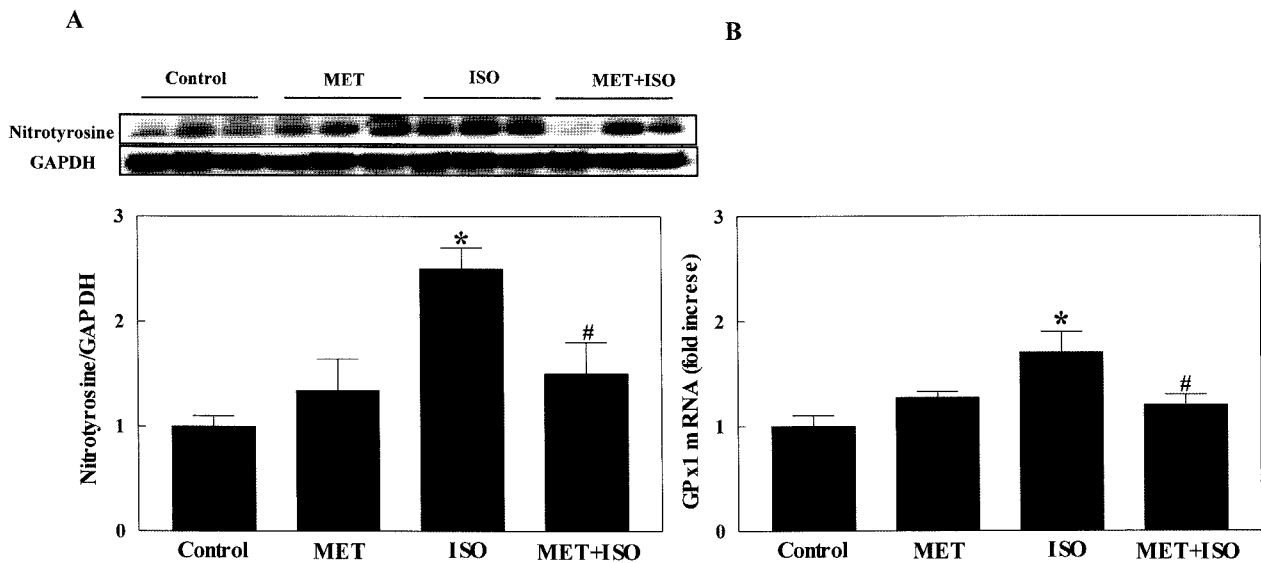 A
B
Control MET ISO MET+ISO
Nitrotyrosine
GAPDH
Nitrotyrosine/GAPDH
3
2
1
0
*
#
Control MET ISO MET+ISO
GPx1 mRNA (fold increse)
3
2
1
0
*
#
Control MET ISO MET+ISO